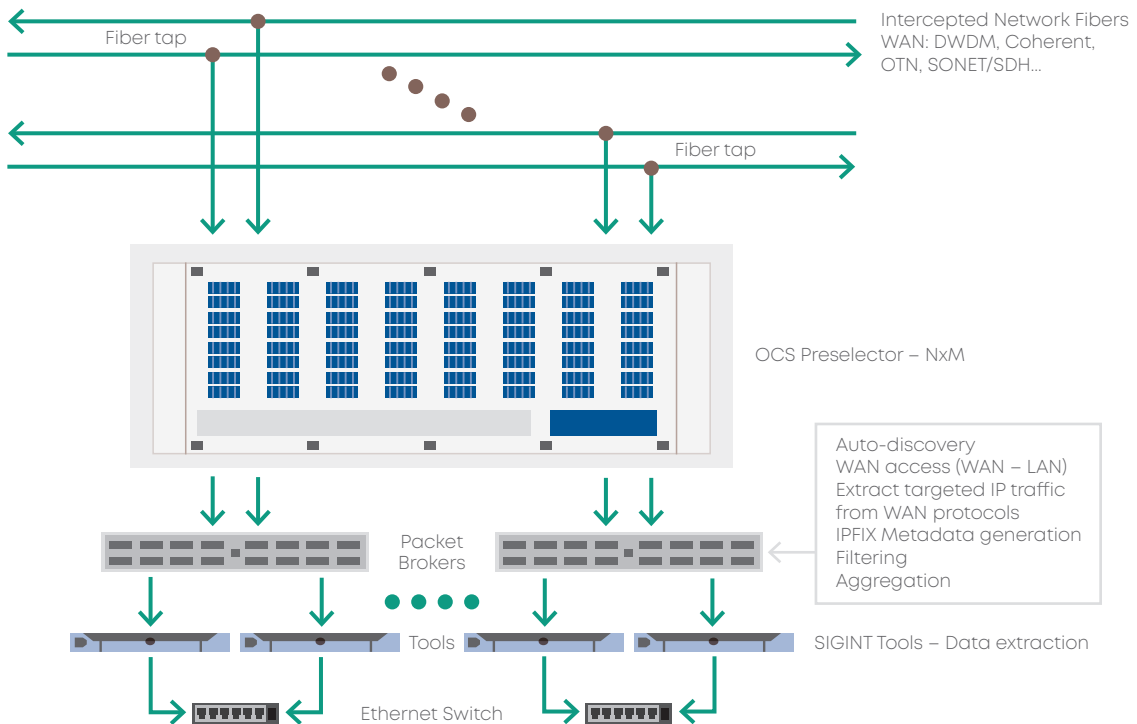 Intercepted Network Fibers
WAN: DWDM, Coherent,
OTN, SONET/SDH...
Fiber tap
Fiber tap
OCS Preselector – NxM
Auto-discovery
WAN access (WAN – LAN)
Extract targeted IP traffic
from WAN protocols
IPFIX Metadata generation
Filtering
Aggregation
Packet
Brokers
Tools
SIGINT Tools – Data extraction
Ethernet Switch